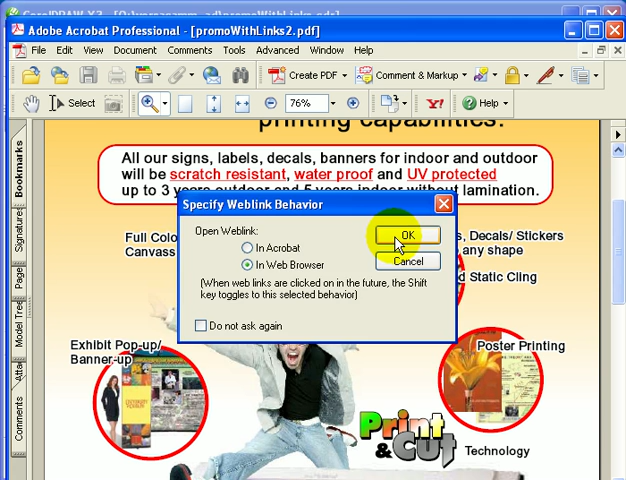 Adobe Acrobat Professional - [promoWithLinks2.pdf]
File Edit View Document Comments Tools Advanced Window Help
Create PDF Comment & Markup
Select 76% Y! Help
printing capabilities.
All our signs, labels, decals, banners for indoor and outdoor
will be scratch resistant, water proof and UV protected
up to 3 years outdoor and 5 years indoor without lamination.
Specify Weblink Behavior
Open Weblink:
In Acrobat
In Web Browser
(When web links are clicked on in the future, the Shift
key toggles to this selected behavior)
Do not ask again
OK
Cancel
Full Colo
Canvass
s, Decals/ Stickers
any shape
d Static Cling
Exhibit Pop-up/
Banner-up
Poster Printing
Print
& Cut
Technology
Bookmarks
Signature
Page
Model Tree
Atta
Comments